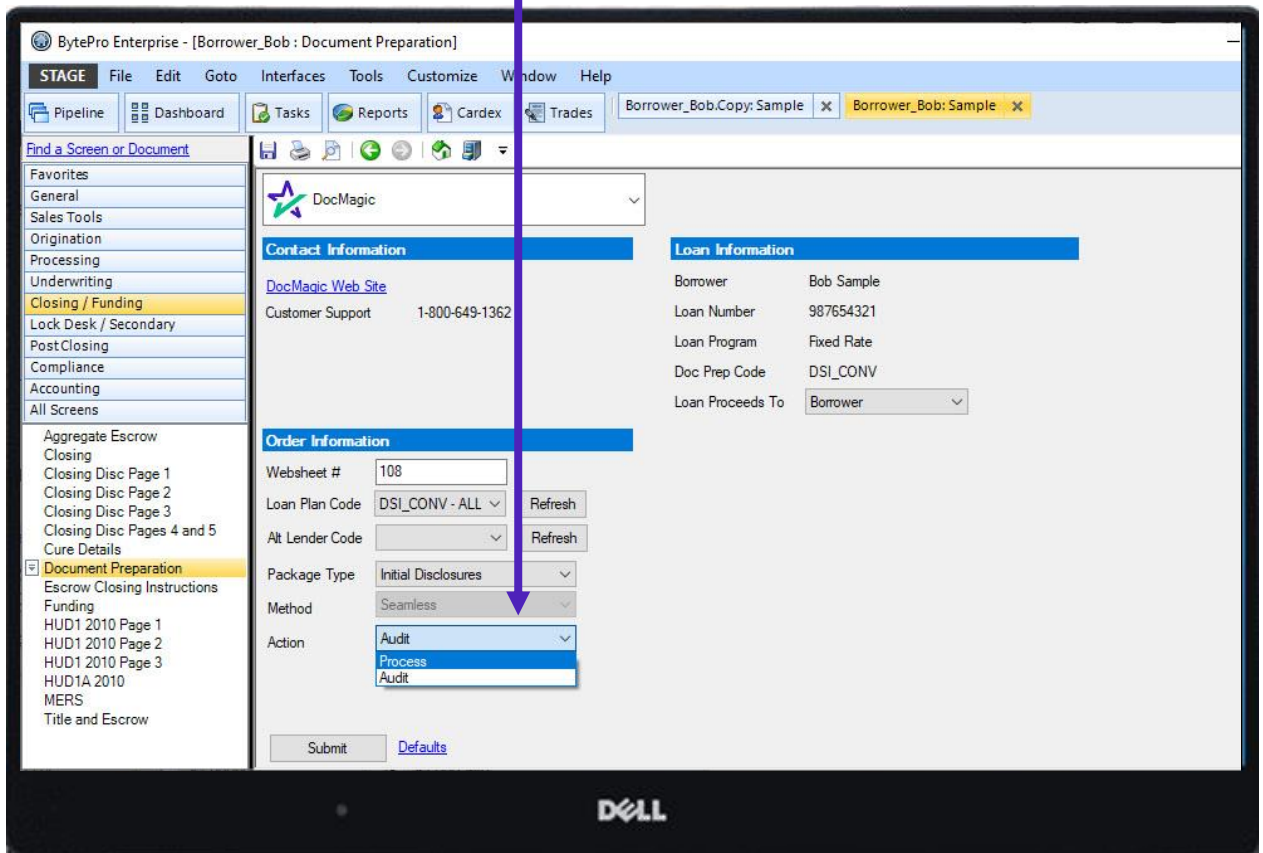 BytePro Enterprise - [Borrower_Bob : Document Preparation]
STAGE File Edit Goto Interfaces Tools Customize Window Help
Pipeline Dashboard Tasks Reports Cardex Trades Borrower_Bob.Copy: Sample Borrower_Bob: Sample
Find a Screen or Document
Favorites
General
Sales Tools
Origination
Processing
Underwriting
Closing / Funding
Lock Desk / Secondary
Post Closing
Compliance
Accounting
All Screens
Aggregate Escrow
Closing
Closing Disc Page 1
Closing Disc Page 2
Closing Disc Page 3
Closing Disc Pages 4 and 5
Cure Details
Document Preparation
Escrow Closing Instructions
Funding
HUD1 2010 Page 1
HUD1 2010 Page 2
HUD1 2010 Page 3
HUD1A 2010
MERS
Title and Escrow
DocMagic
Contact Information
DocMagic Web Site
Customer Support 1-800-649-1362
Loan Information
Borrower Bob Sample
Loan Number 987654321
Loan Program Fixed Rate
Doc Prep Code DSI_CONV
Loan Proceeds To Borrower
Order Information
Websheet # 108
Loan Plan Code DSI_CONV - ALL Refresh
Alt Lender Code Refresh
Package Type Initial Disclosures
Method Seamless
Action Audit
Process
Audit
Submit Defaults
DELL